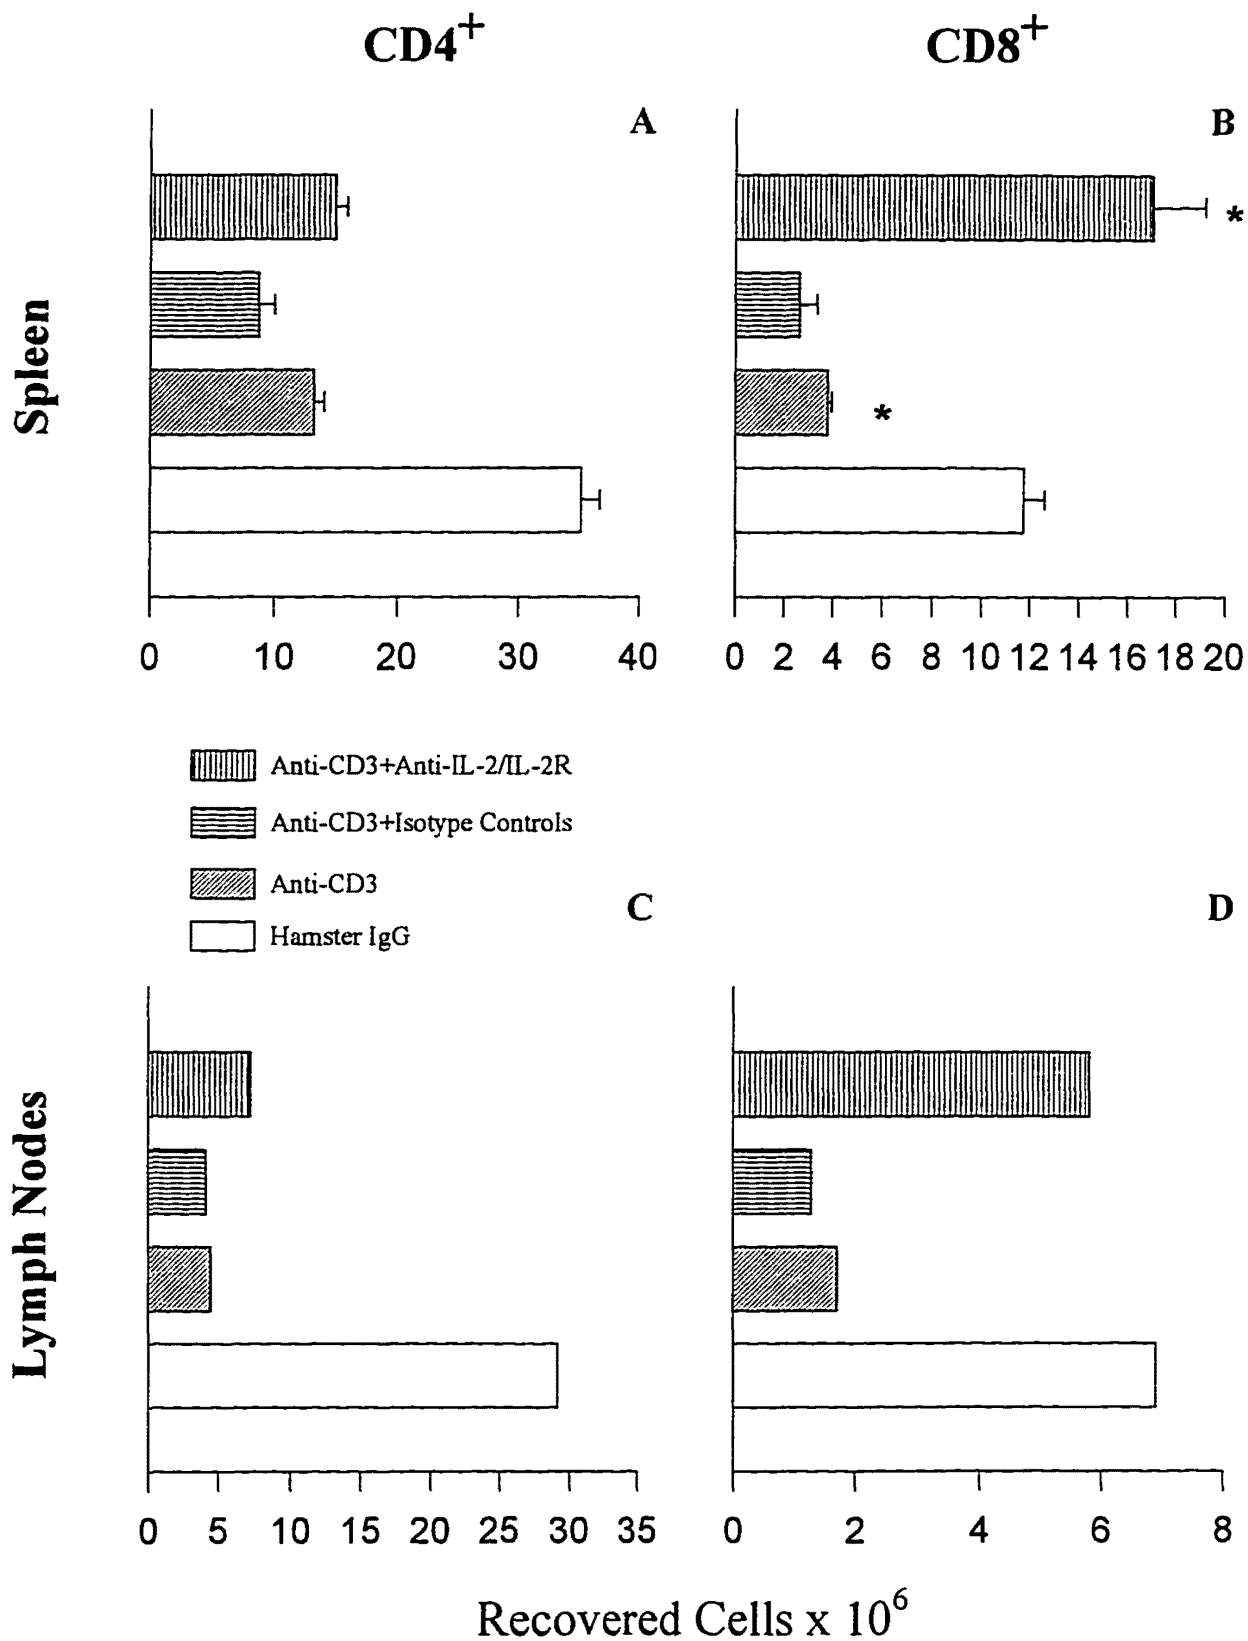 CD4+ CD8+
A B
*
Spleen
*
0 10 20 30 40 0 2 4 6 8 10 12 14 16 18 20
Anti-CD3+Anti-IL-2/IL-2R
Anti-CD3+Isotype Controls
Anti-CD3
Hamster IgG
C D
Lymph Nodes
0 5 10 15 20 25 30 35 0 2 4 6 8
Recovered Cells x 10^6